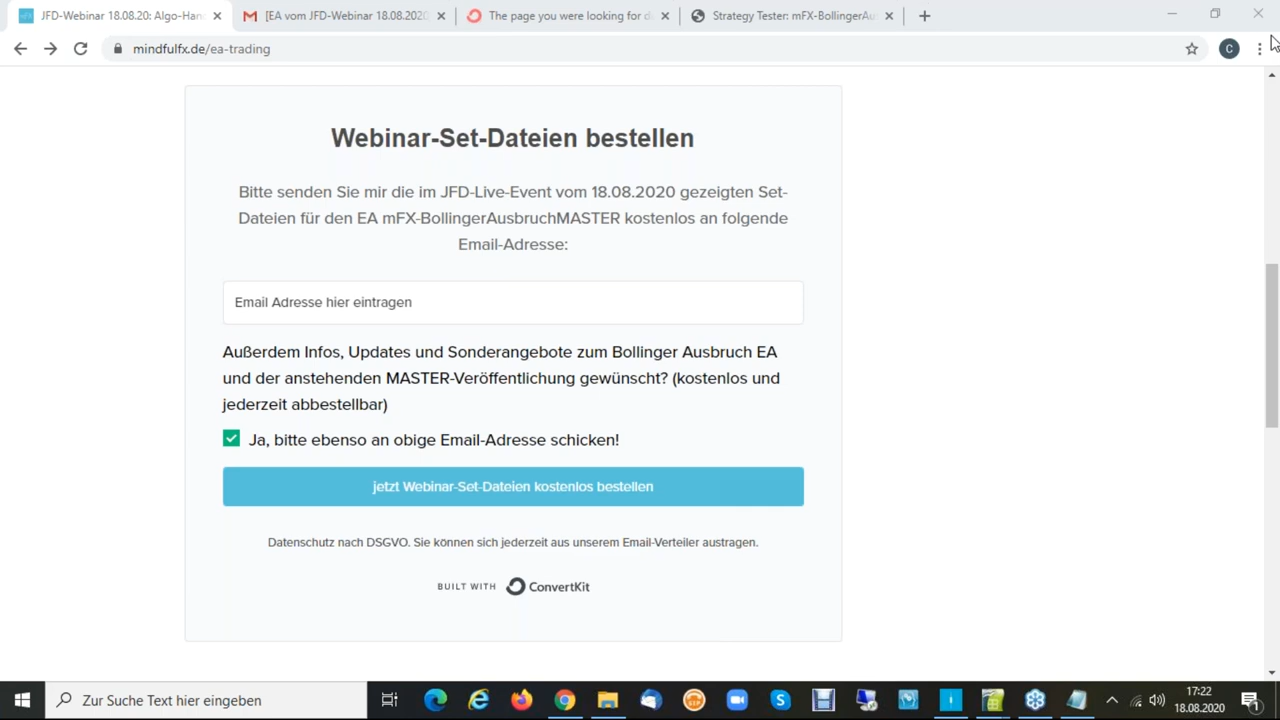 JFD-Webinar 18.08.20: Algo-Hand
[EA vom JFD-Webinar 18.08.2020
The page you were looking for d
Strategy Tester: mFX-BollingerAus
mindfulfx.de/ea-trading
C
Webinar-Set-Dateien bestellen
Bitte senden Sie mir die im JFD-Live-Event vom 18.08.2020 gezeigten Set-
Dateien für den EA mFX-BollingerAusbruchMASTER kostenlos an folgende
Email-Adresse:
Email Adresse hier eintragen
Außerdem Infos, Updates und Sonderangebote zum Bollinger Ausbruch EA
und der anstehenden MASTER-Veröffentlichung gewünscht? (kostenlos und
jederzeit abbestellbar)
Ja, bitte ebenso an obige Email-Adresse schicken!
jetzt Webinar-Set-Dateien kostenlos bestellen
Datenschutz nach DSGVO. Sie können sich jederzeit aus unserem Email-Verteiler austragen.
BUILT WITH ConvertKit
Zur Suche Text hier eingeben
17:22
18.08.2020
1